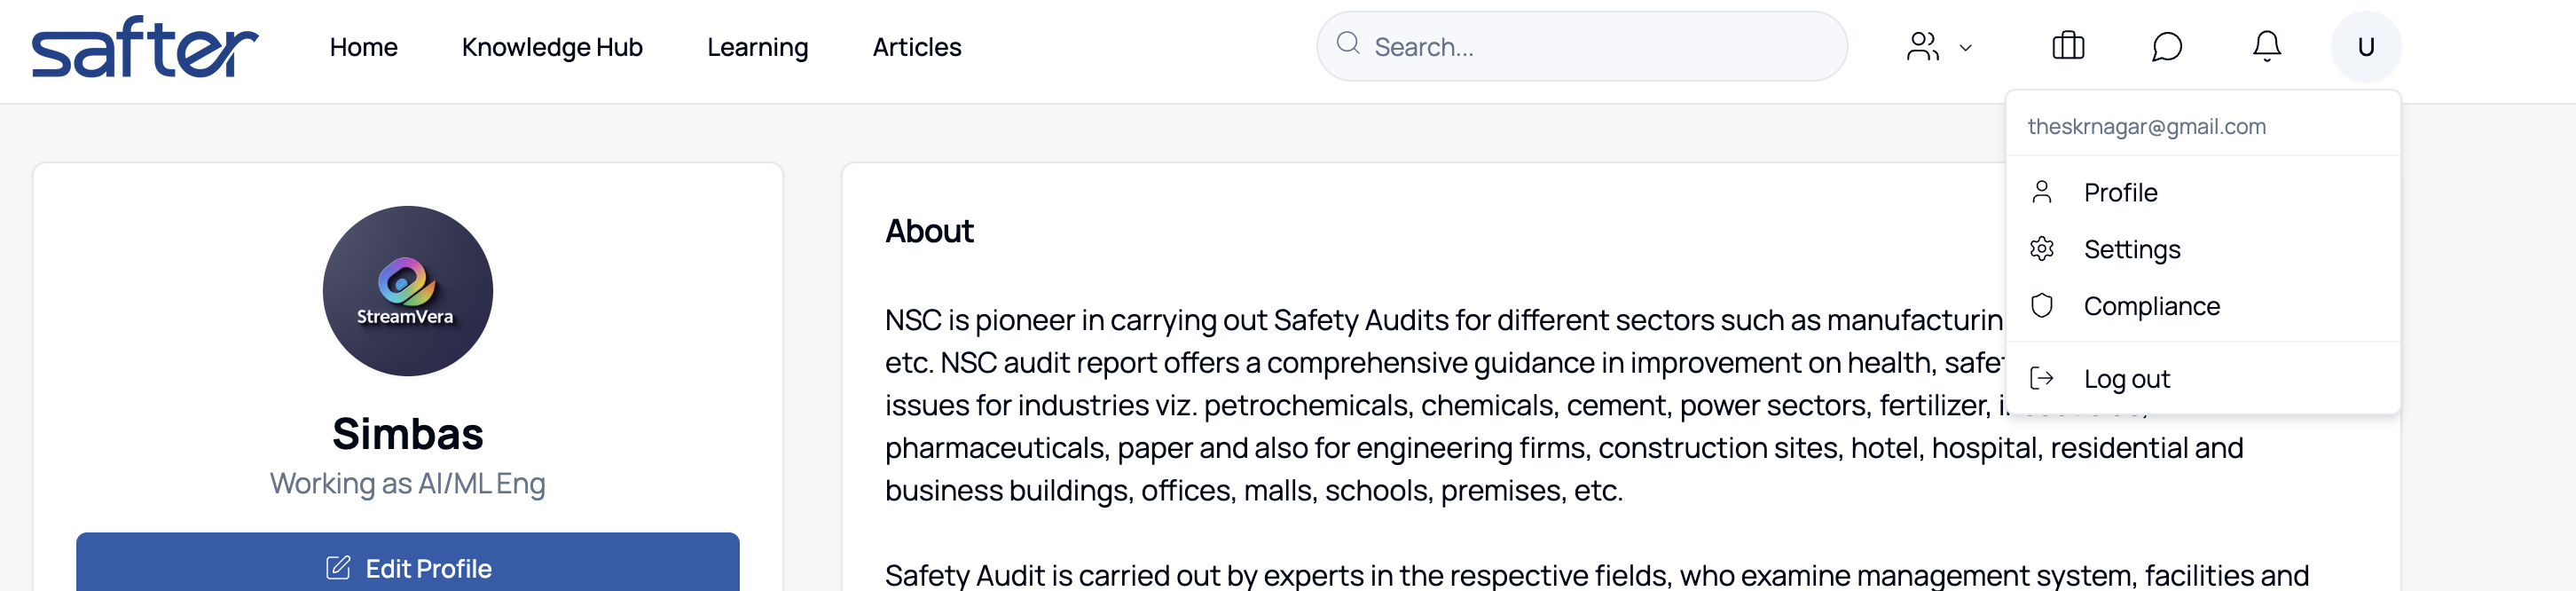 safter
Home
Knowledge Hub
Learning
Articles
Search...
U
theskrnagar@gmail.com
Profile
Settings
Compliance
Log out
StreamVera
Simbas
Working as AI/ML Eng
Edit Profile
About
NSC is pioneer in carrying out Safety Audits for different sectors such as
etc. NSC audit report offers a comprehensive guidance in improvement on health,
issues for industries viz. petrochemicals, chemicals, cement, power sectors, fertilizer,
pharmaceuticals, paper and also for engineering firms, construction sites, hotel, hospital, residential and
business buildings, offices, malls, schools, premises, etc.
Safety Audit is carried out by experts in the respective fields, who examine management system, facilities and